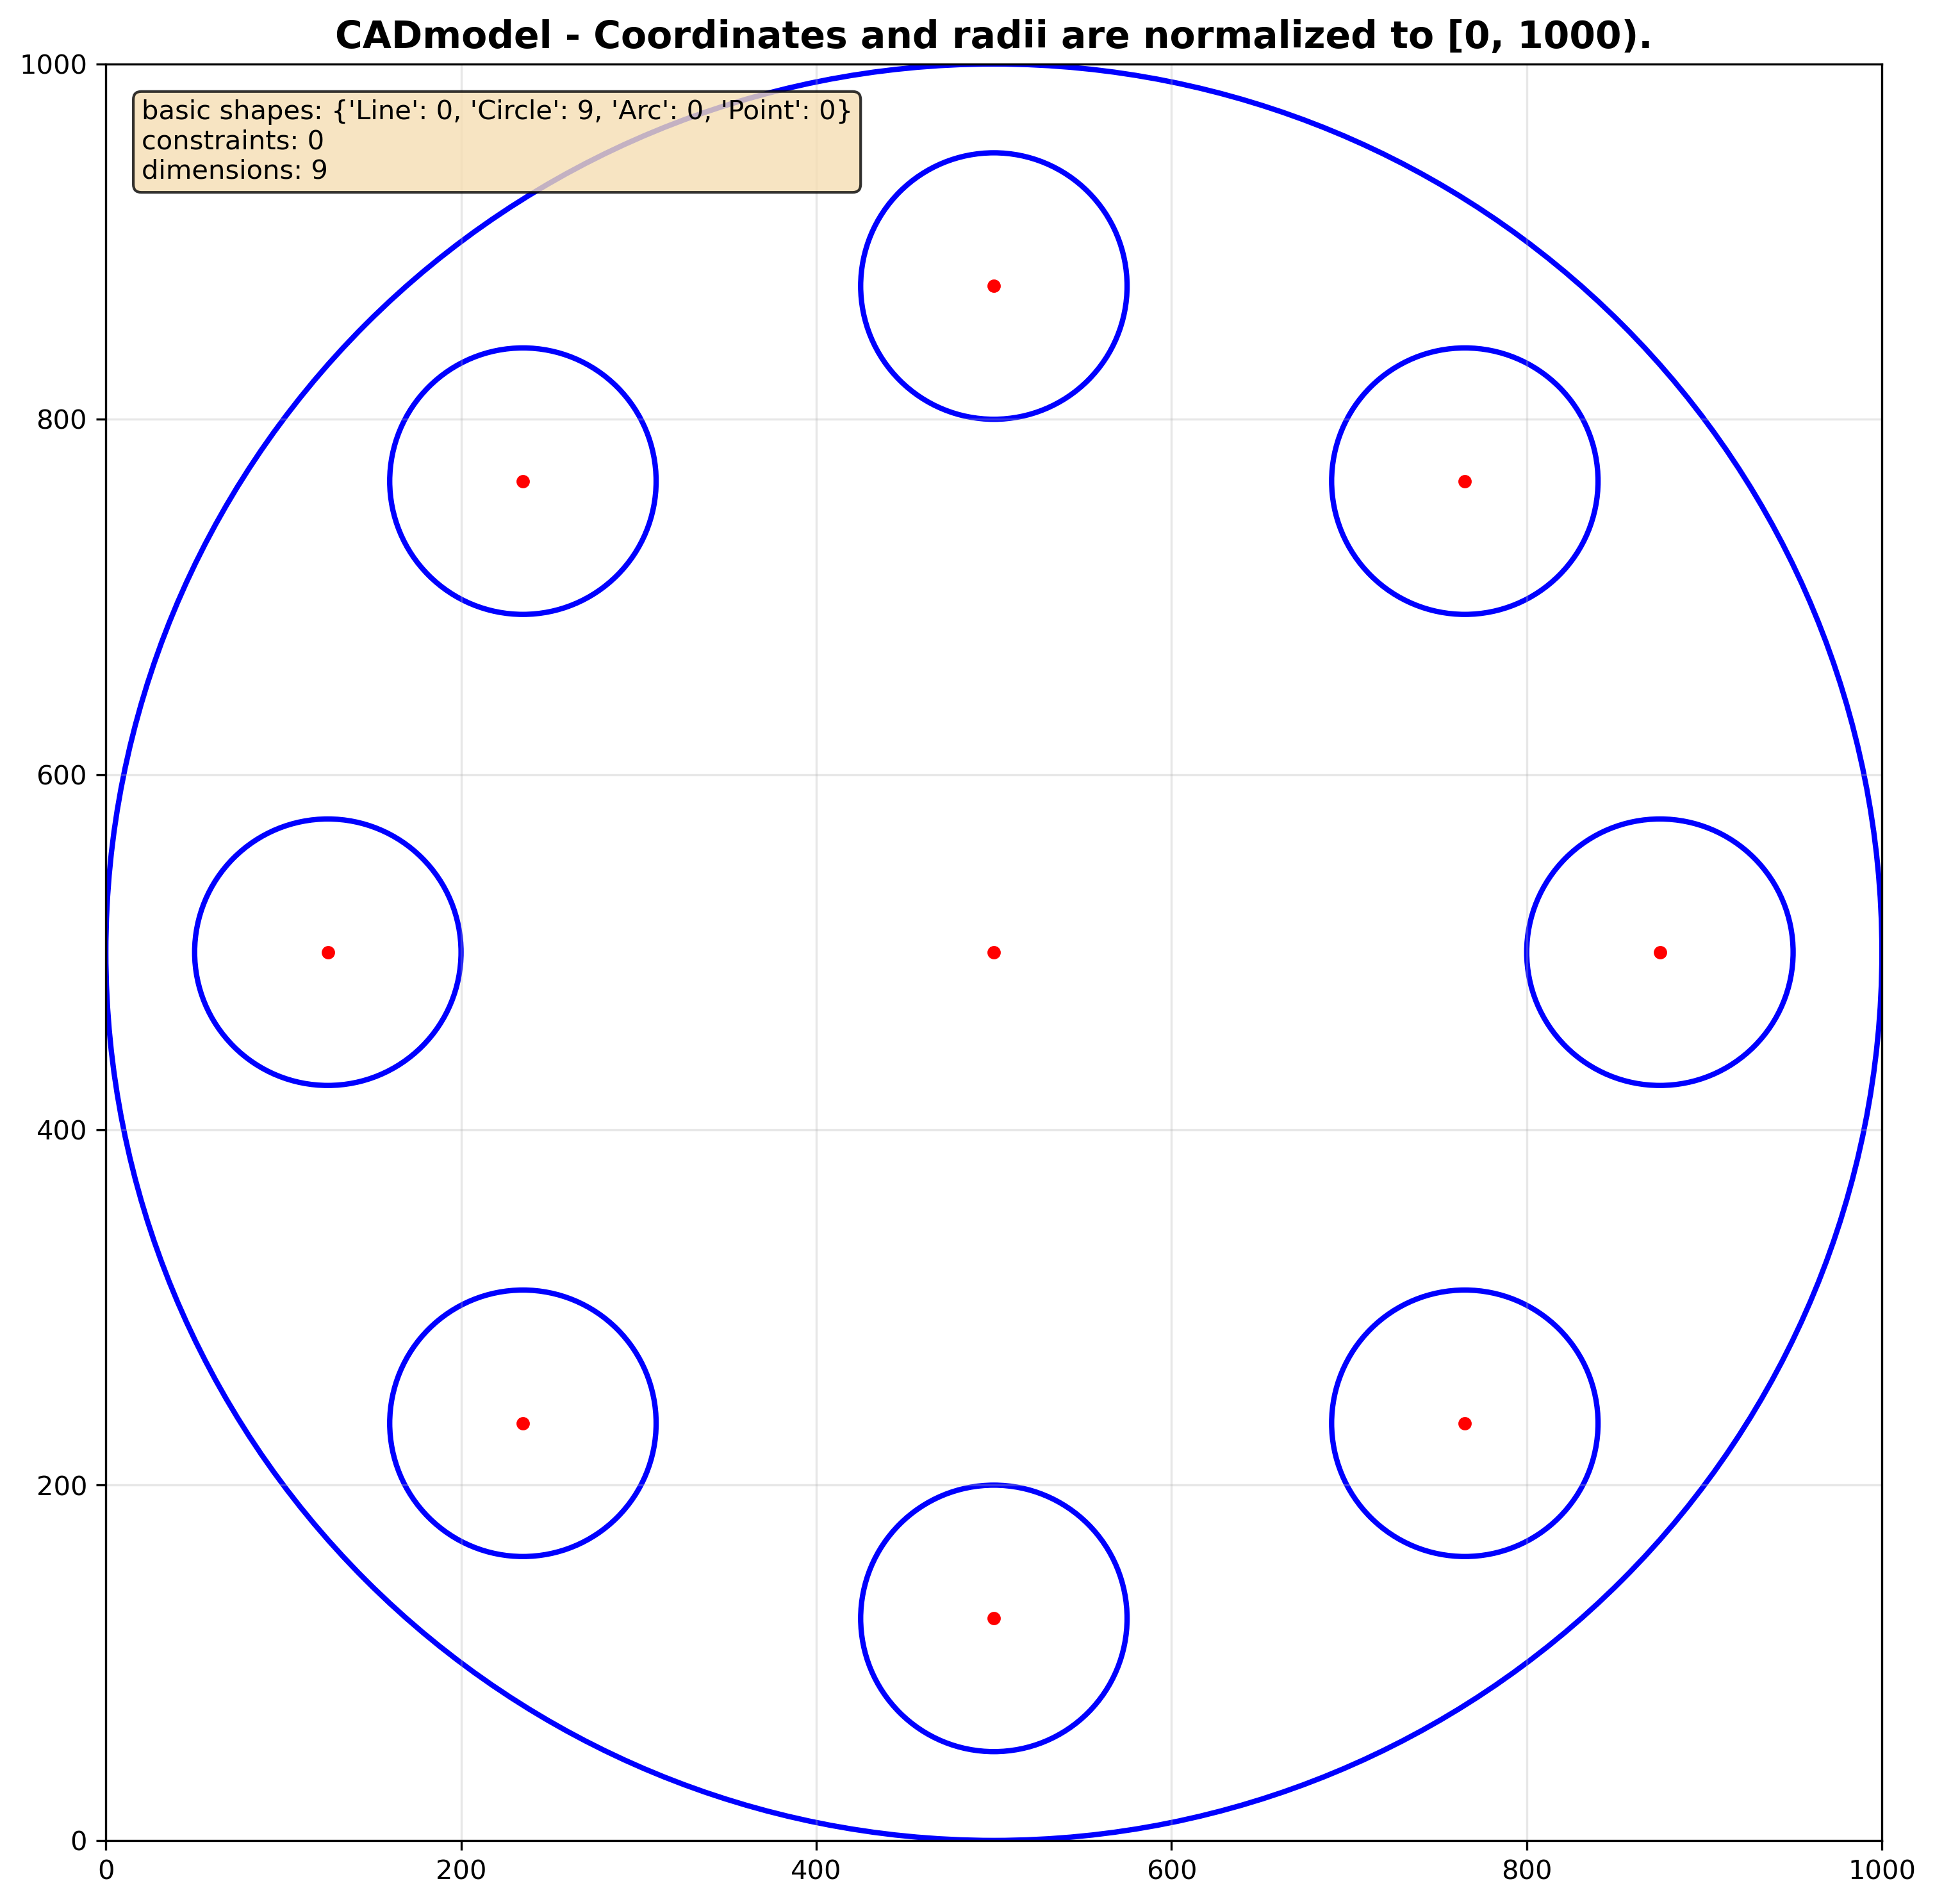 CADmodel - Coordinates and radii are normalized to [0, 1000).
basic shapes: {'Line': 0, 'Circle': 9, 'Arc': 0, 'Point': 0}
constraints: 0
dimensions: 9
1000
800
600
400
200
0
0 200 400 600 800 1000